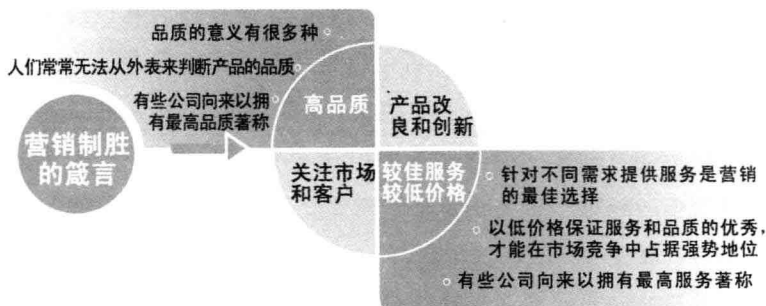 品质的意义有很多种
人们常常无法从外表来判断产品的品质
有些公司向来以拥
有最高品质著称
营销制胜
的箴言
高品质
产品改
良和创新
关注市场
和客户
较佳服务
较低价格
针对不同需求提供服务是营销
的最佳选择
以低价格保证服务和品质的优秀，
才能在市场竞争中占据强势地位
有些公司向来以拥有最高服务著称